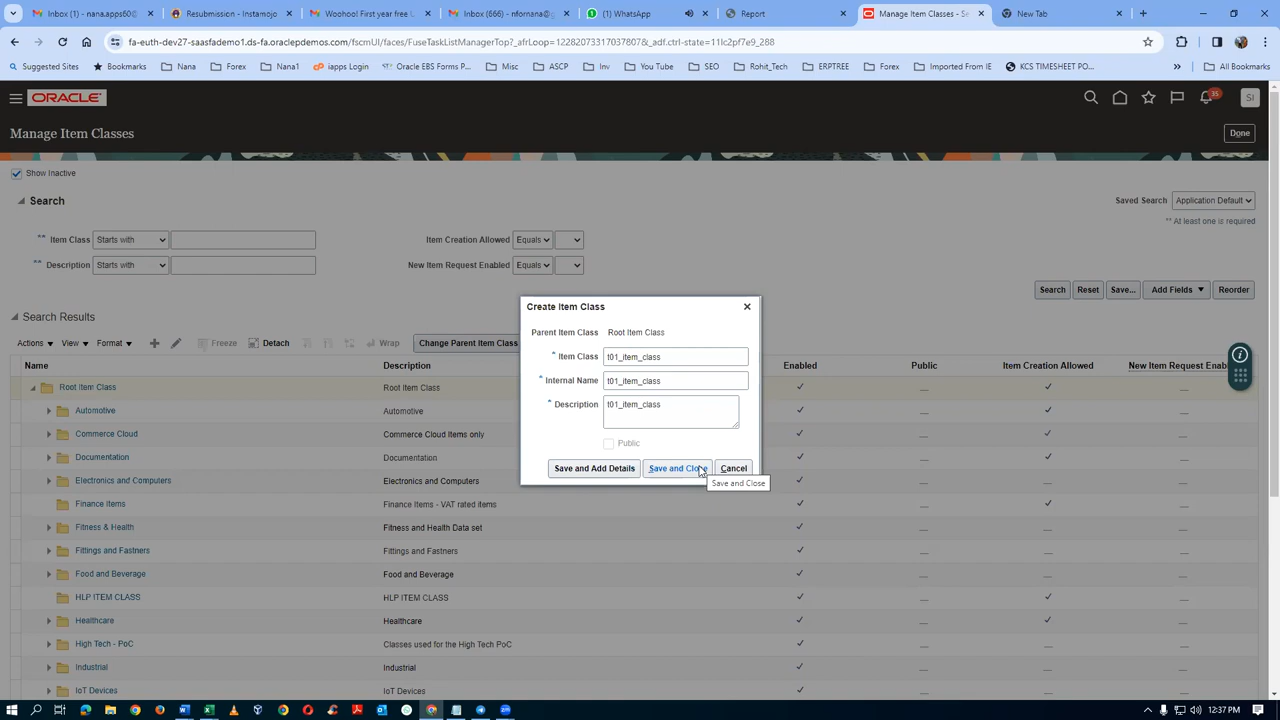 Inbox (1) - nana.apps60@
Resubmission - Instamojo
Woohoo! First year free U
Inbox (666) - nfornana@g
(1) WhatsApp
Report
Manage Item Classes - Se
New Tab
fa-euth-dev27-saasfademo1.ds-fa.oraclepdemos.com/fscmUI/faces/FuseTaskListManagerTop?_afrLoop=12282073317037807&_adf.ctrl-state=11lc2pf7e9_288
Suggested Sites
Bookmarks
Nana
Forex
Nana1
iapps Login
Oracle EBS Forms P...
Misc
ASCP
Inv
You Tube
SEO
Rohit_Tech
ERPTREE
Forex
Imported From IE
KCS TIMESHEET PO...
»
All Bookmarks
ORACLE
35
SI
Manage Item Classes
Done
Show Inactive
Search
Saved Search Application Default
** At least one is required
** Item Class Starts with
Item Creation Allowed Equals
** Description Starts with
New Item Request Enabled Equals
Search Reset Save... Add Fields Reorder
Search Results
Actions View Format Freeze Detach Wrap Change Parent Item Class
Name Description Enabled Public Item Creation Allowed New Item Request Enab
Root Item Class Root Item Class
Automotive Automotive
Commerce Cloud Commerce Cloud Items only
Documentation Documentation
Electronics and Computers Electronics and Computers
Finance Items Finance Items - VAT rated items
Fitness & Health Fitness and Health Data set
Fittings and Fastners Fittings and Fastners
Food and Beverage Food and Beverage
HLP ITEM CLASS HLP ITEM CLASS
Healthcare Healthcare
High Tech - PoC Classes used for the High Tech PoC
Industrial Industrial
IoT Devices IoT Devices
Create Item Class
Parent Item Class Root Item Class
* Item Class t01_item_class
* Internal Name t01_item_class
* Description t01_item_class
Public
Save and Add Details Save and Close Cancel
Save and Close
12:37 PM